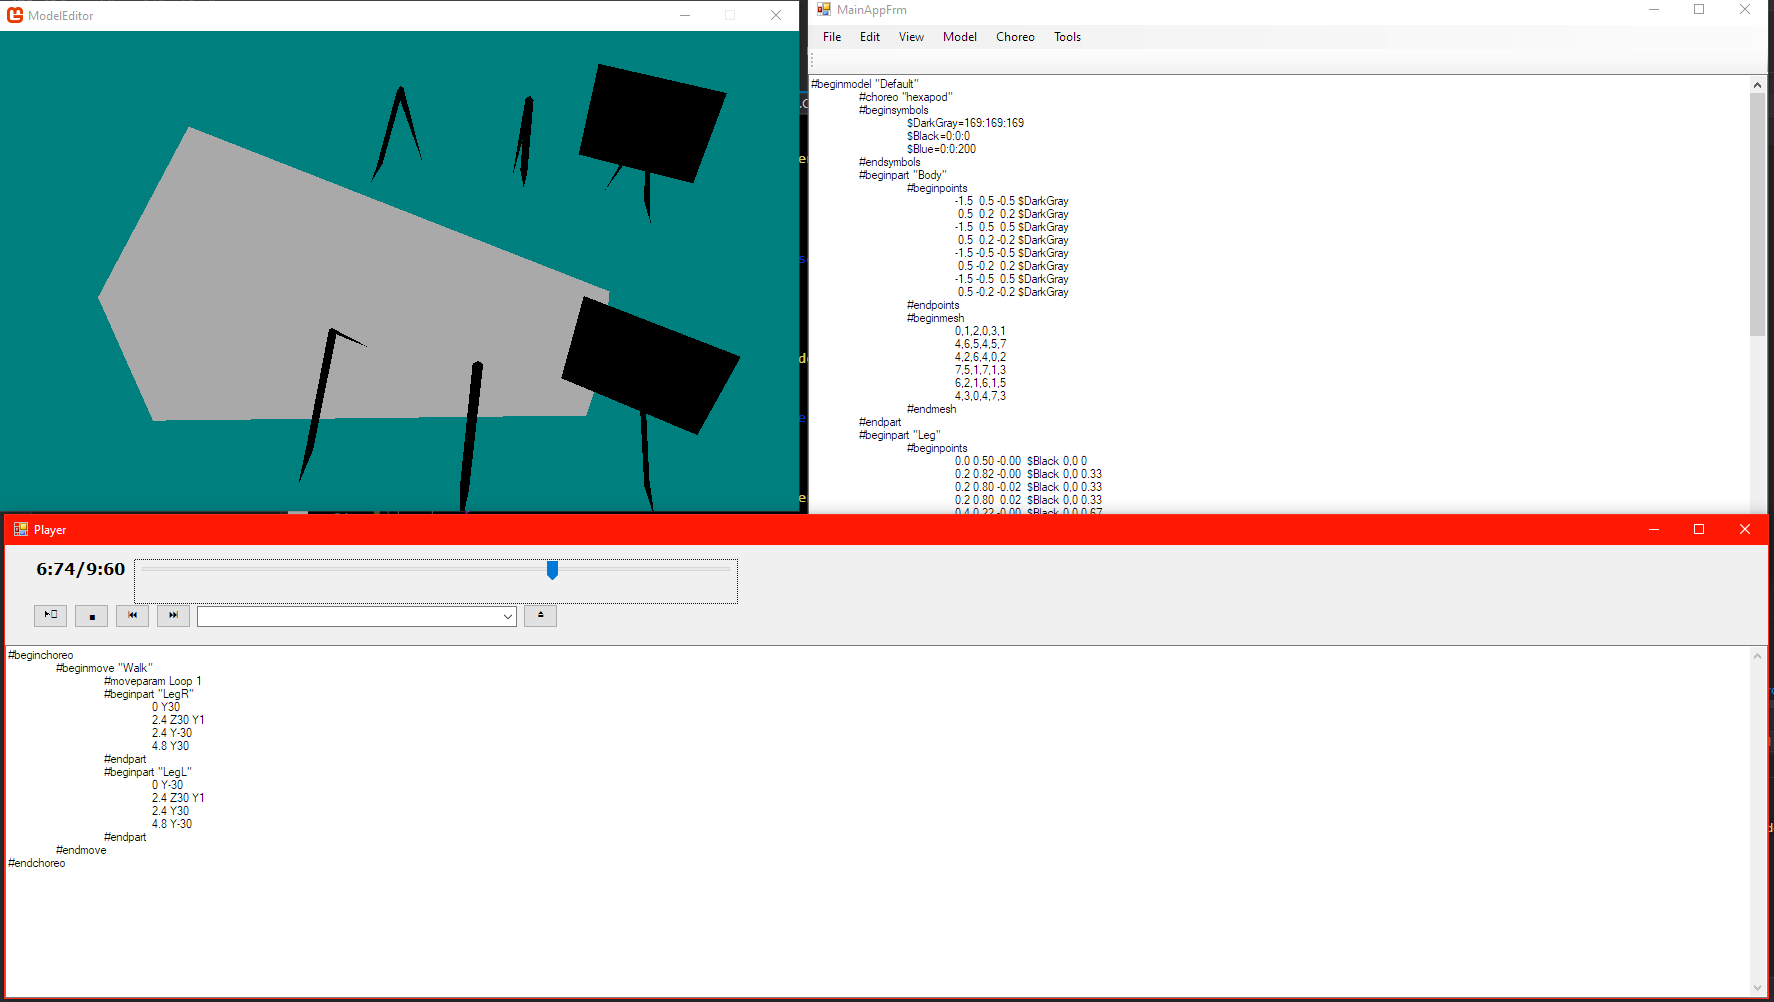 ModelEditor
MainAppFrm
File Edit View Model Choreo Tools
#beginmodel "Default"
#choreo "hexapod"
#beginsymbols
$DarkGray=169:169:169
$Black=0:0:0
$Blue=0:0:200
#endsymbols
#beginpart "Body"
#beginpoints
-1.5 0.5 -0.5 $DarkGray
0.5 0.2 0.2 $DarkGray
-1.5 0.5 0.5 $DarkGray
0.5 0.2 -0.2 $DarkGray
-1.5 -0.5 -0.5 $DarkGray
0.5 -0.2 0.2 $DarkGray
-1.5 -0.5 0.5 $DarkGray
0.5 -0.2 -0.2 $DarkGray
#endpoints
#beginmesh
0,1,2,0,3,1
4,6,5,4,5,7
4,2,6,4,0,2
7,5,1,7,1,3
6,2,1,6,1,5
4,3,0,4,7,3
#endmesh
#endpart
#beginpart "Leg"
#beginpoints
0.0 0.50 -0.00 $Black 0,0 0
0.2 0.82 -0.00 $Black 0,0 0.33
0.2 0.80 -0.02 $Black 0,0 0.33
0.2 0.80 0.02 $Black 0,0 0.33
0.4 0.22 -0.00 $Black 0,0 0.67
Player
6:74/9:60
#beginchoreo
#beginmove "Walk"
#moveparam Loop 1
#beginpart "LegR"
0 Y30
2.4 Z30 Y1
2.4 Y-30
4.8 Y30
#endpart
#beginpart "LegL"
0 Y-30
2.4 Z30 Y1
2.4 Y30
4.8 Y-30
#endpart
#endmove
#endchoreo